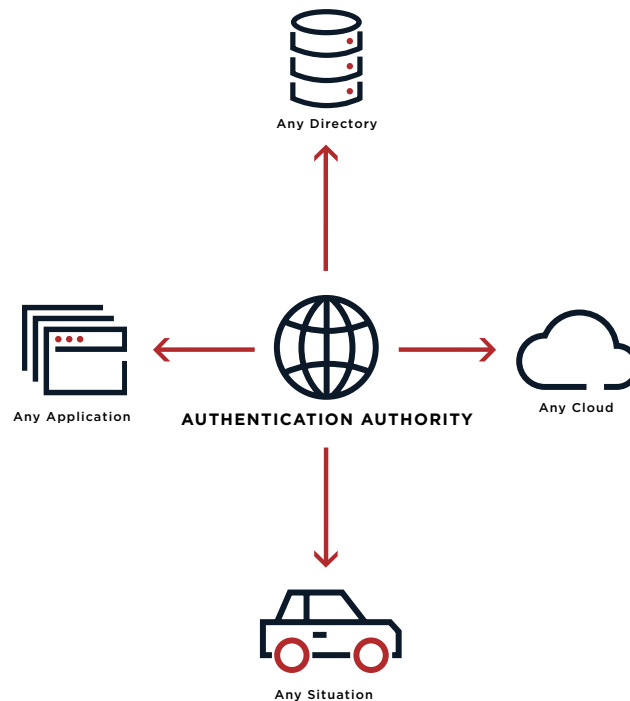 Any Directory
Any Application
AUTHENTICATION AUTHORITY
Any Cloud
Any Situation